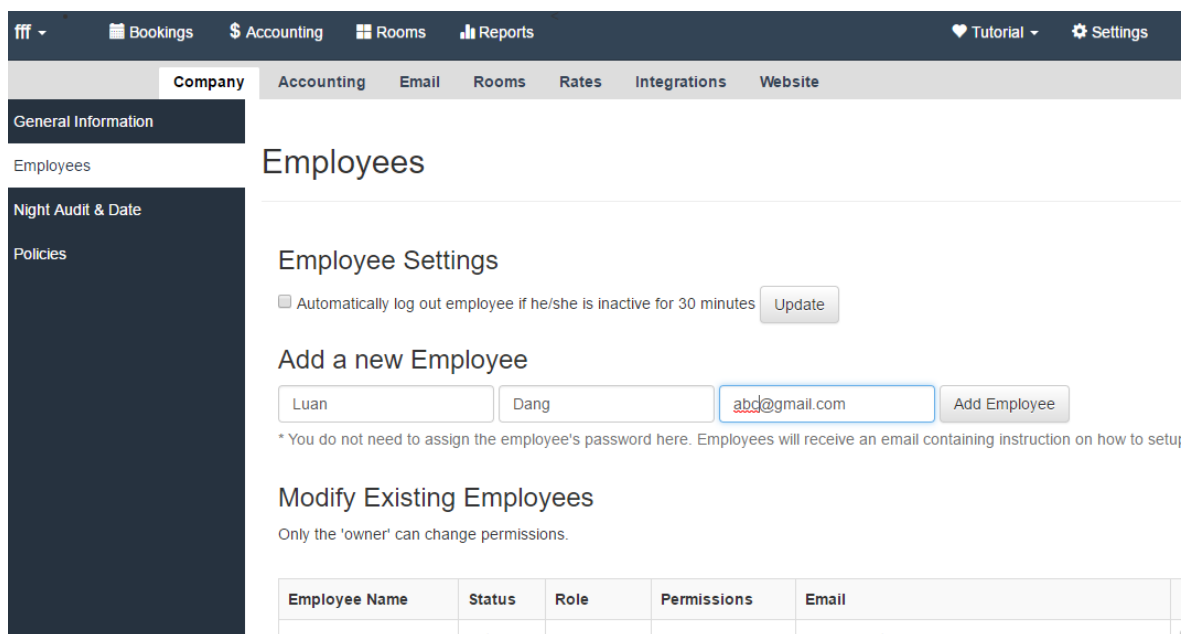 fff Bookings $ Accounting Rooms Reports Tutorial Settings
Company Accounting Email Rooms Rates Integrations Website
General Information
Employees
Night Audit & Date
Policies
Employees
Employee Settings
Automatically log out employee if he/she is inactive for 30 minutes Update
Add a new Employee
Luan Dang abc@gmail.com Add Employee
* You do not need to assign the employee's password here. Employees will receive an email containing instruction on how to setup
Modify Existing Employees
Only the 'owner' can change permissions.
Employee Name Status Role Permissions Email